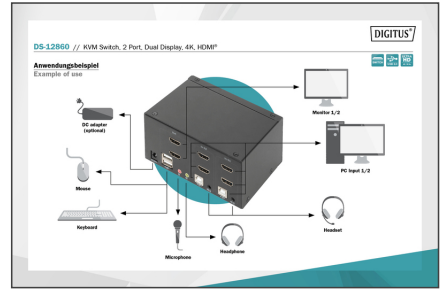 DIGITUS®
DS-12860 // KVM Switch, 2 Port, Dual Display, 4K, HDMI®
Anwendungsbeispiel
Example of use
DC adapter
(optional)
Monitor 1/2
PC Input 1/2
Mouse
Keyboard
Microphone
Headphone
Headset